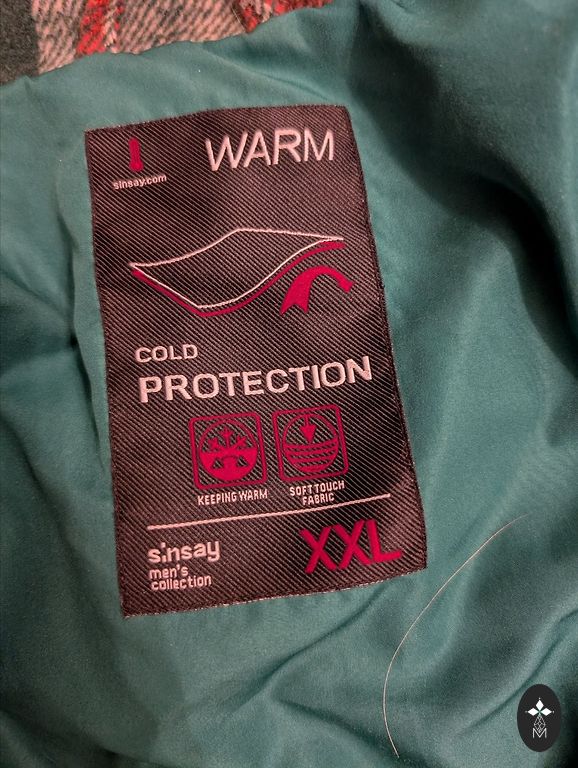 WARM
sinsay.com
COLD
PROTECTION
KEEPING WARM
SOFT TOUCH
FABRIC
sinsay
men's
collection
XXL
M